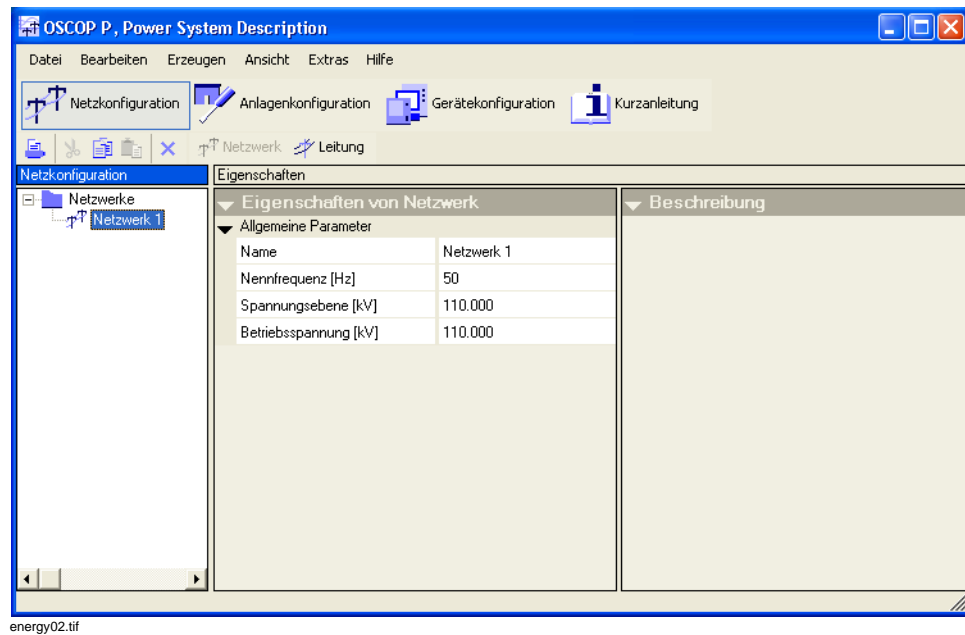 OSCOP P, Power System Description
Datei Bearbeiten Erzeugen Ansicht Extras Hilfe
Netzkonfiguration Anlagenkonfiguration Gerätekonfiguration Kurzanleitung
Netzwerk Leitung
Netzkonfiguration Eigenschaften
Netzwerke
Netzwerk 1
Eigenschaften von Netzwerk
Allgemeine Parameter
Name Netzwerk 1
Nennfrequenz [Hz] 50
Spannungsebene [kV] 110.000
Betriebsspannung [kV] 110.000
Beschreibung
energy02.tif